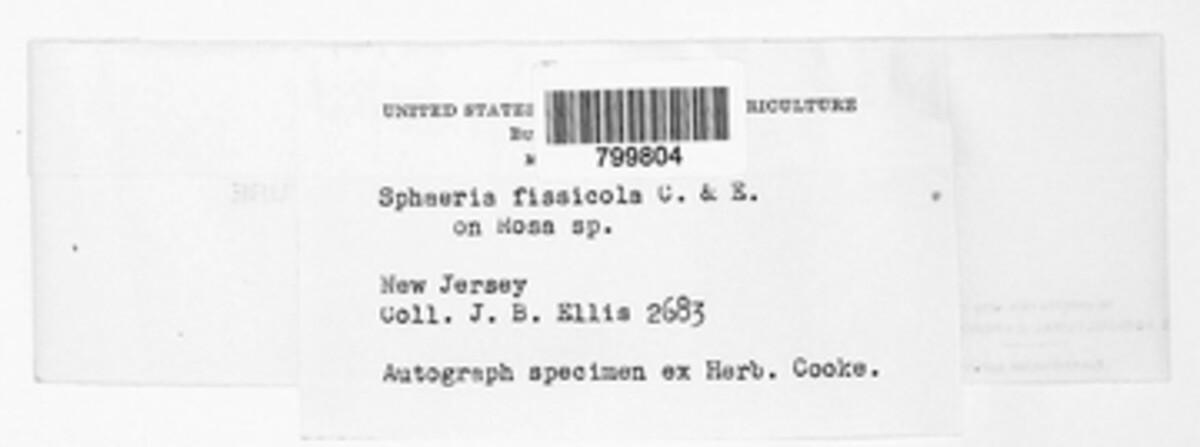 UNITED STATES RICULTURE
BU
799804
Sphaeria fissicola C. & E.
on Rosa sp.
New Jersey
Coll. J. B. Ellis 2683
Autograph specimen ex Herb. Cooke.